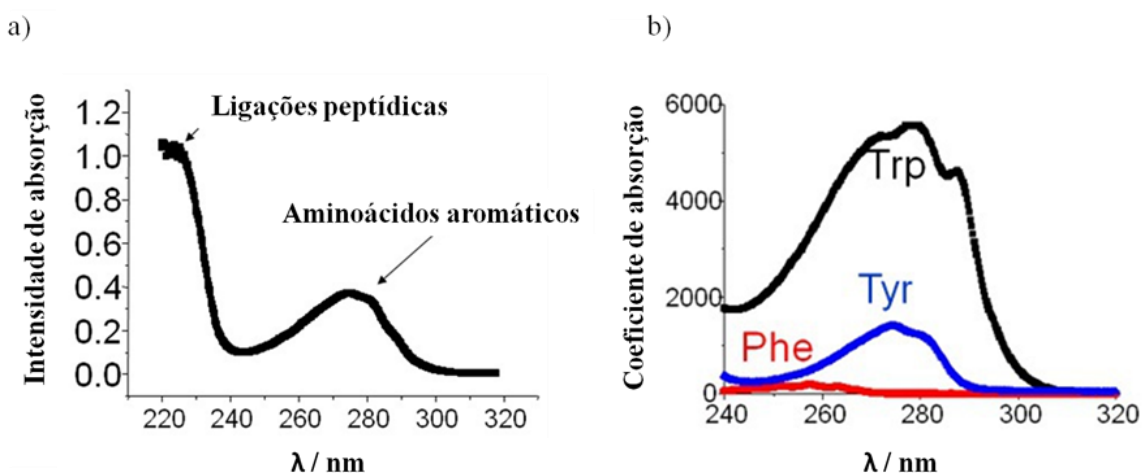 a)
Intensidade de absorção
1.2
1.0
0.8
0.6
0.4
0.2
0.0
Ligações peptídicas
Aminoácidos aromáticos
220 240 260 280 300 320
λ / nm
b)
Coeficiente de absorção
6000
4000
2000
0
Trp
Tyr
Phe
240 260 280 300 320
λ / nm